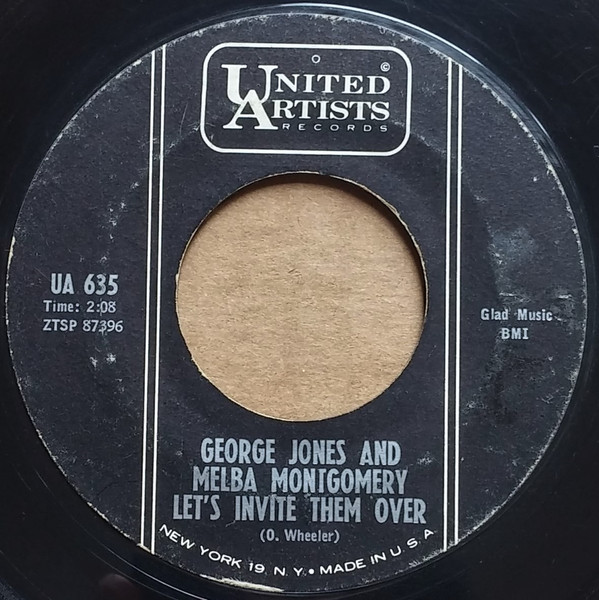 ©
UNITED
ARTISTS
RECORDS
UA 635
Time: 2:08
ZTSP 87396
Glad Music
BMI
GEORGE JONES AND
MELBA MONTGOMERY
LET'S INVITE THEM OVER
(O. Wheeler)
NEW YORK 19, N.Y. • MADE IN U.S.A.